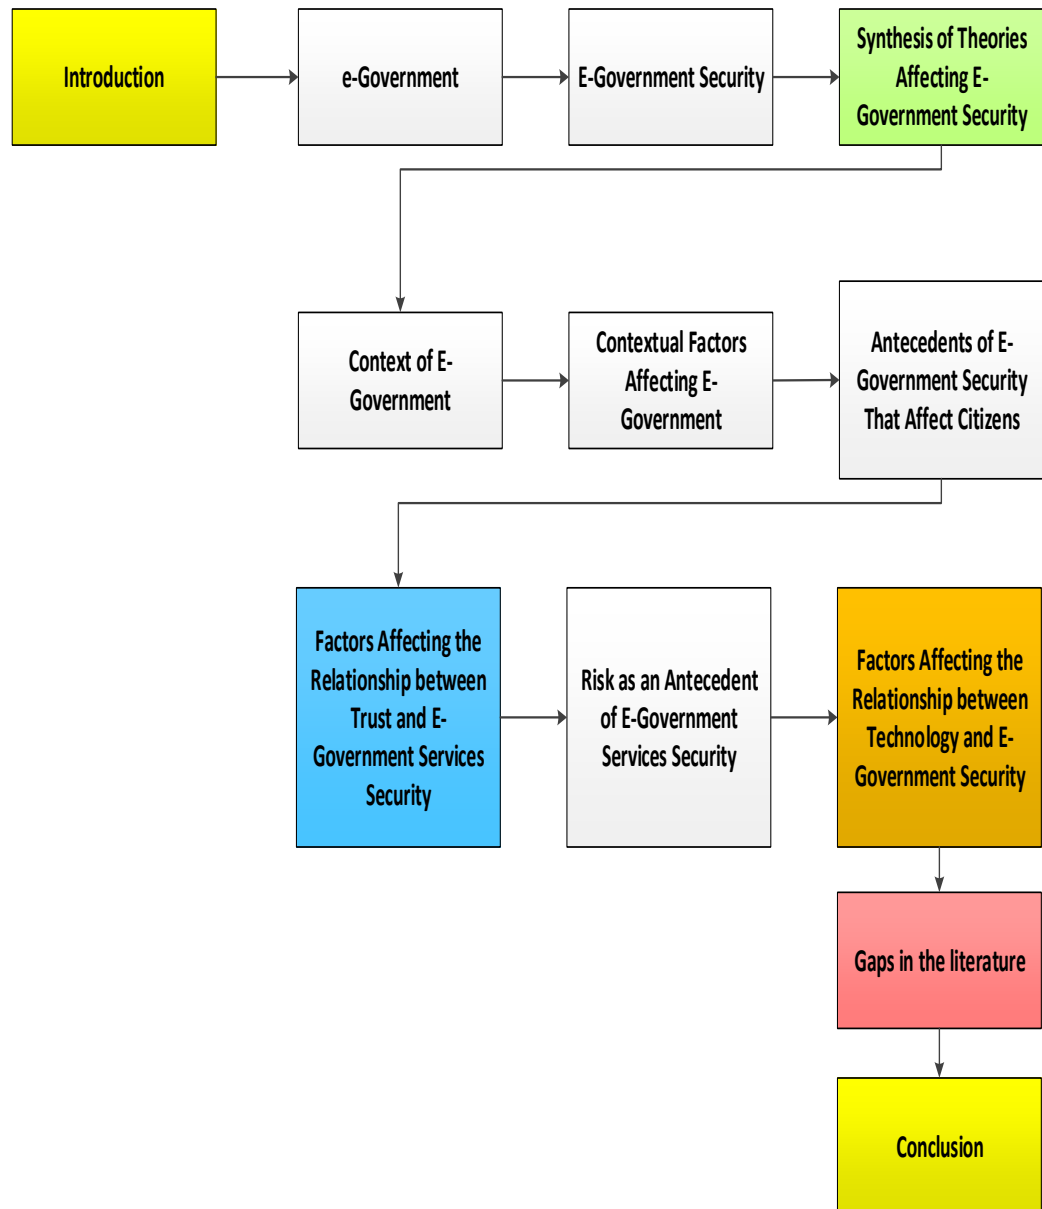 Introduction
e-Government
E-Government Security
Synthesis of Theories
Affecting E-
Government Security
Context of E-
Government
Contextual Factors
Affecting E-
Government
Antecedents of E-
Government Security
That Affect Citizens
Factors Affecting the
Relationship between
Trust and E-
Government Services
Security
Risk as an Antecedent
of E-Government
Services Security
Factors Affecting the
Relationship between
Technology and E-
Government Security
Gaps in the literature
Conclusion